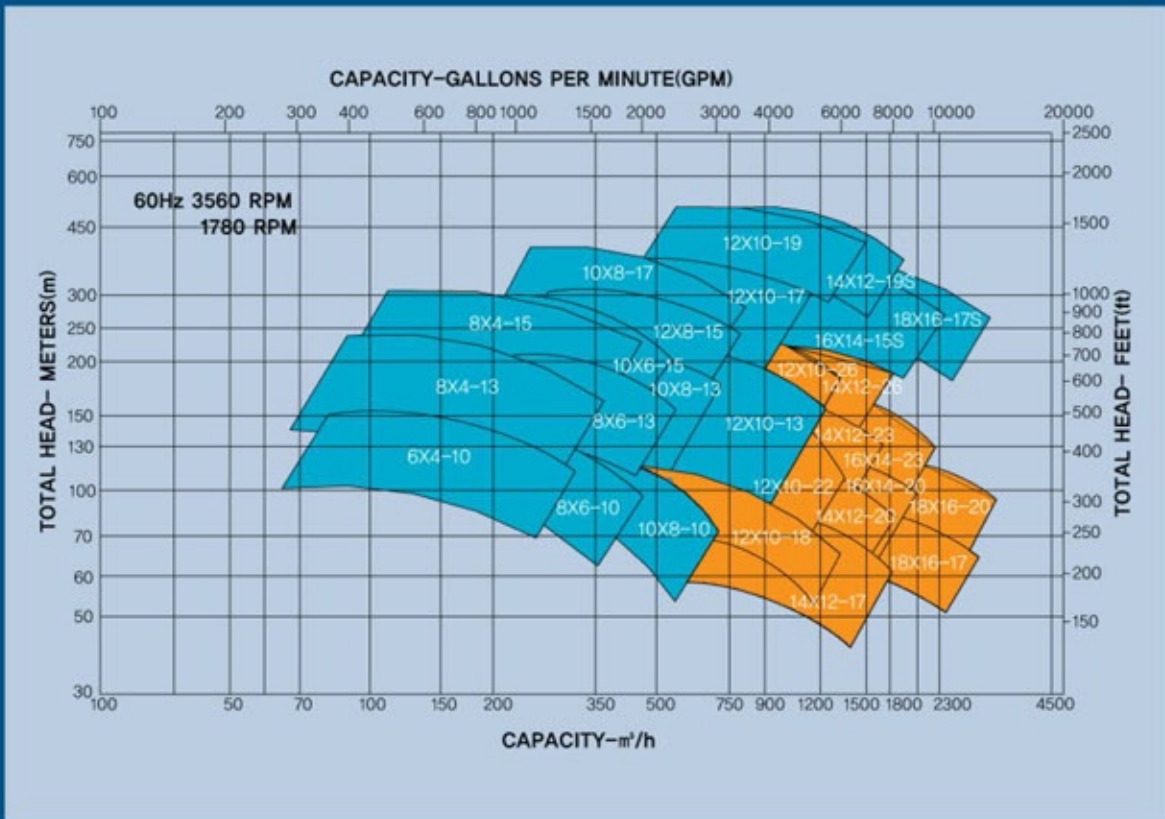 CAPACITY-GALLONS PER MINUTE(GPM)
100 200 300 400 600 800 1000 1500 2000 3000 4000 6000 8000 10000 20000
750 2500
600 2000
60Hz 3560 RPM
1780 RPM
450 1500
12X10-19
10X8-17
14X12-19S
12X10-17
300 1000
900
18X16-17S
8X4-15
250 800
12X8-15
16X14-15S
200 700
10X6-15
12X10-26
600
8X4-13
10X8-13
14X12-26
150 500
8X6-13
12X10-13
14X12-23
130 400
6X4-10
16X14-23
100 300
12X10-22
16X14-20
8X6-10
18X16-20
14X12-20
10X8-10
70 250
12X10-18
18X16-17
60 200
14X12-17
50 150
30
100 50 70 100 150 200 350 500 750 900 1200 1500 1800 2300 4500
CAPACITY-m³/h
TOTAL HEAD- METERS(m)
TOTAL HEAD- FEET(ft)